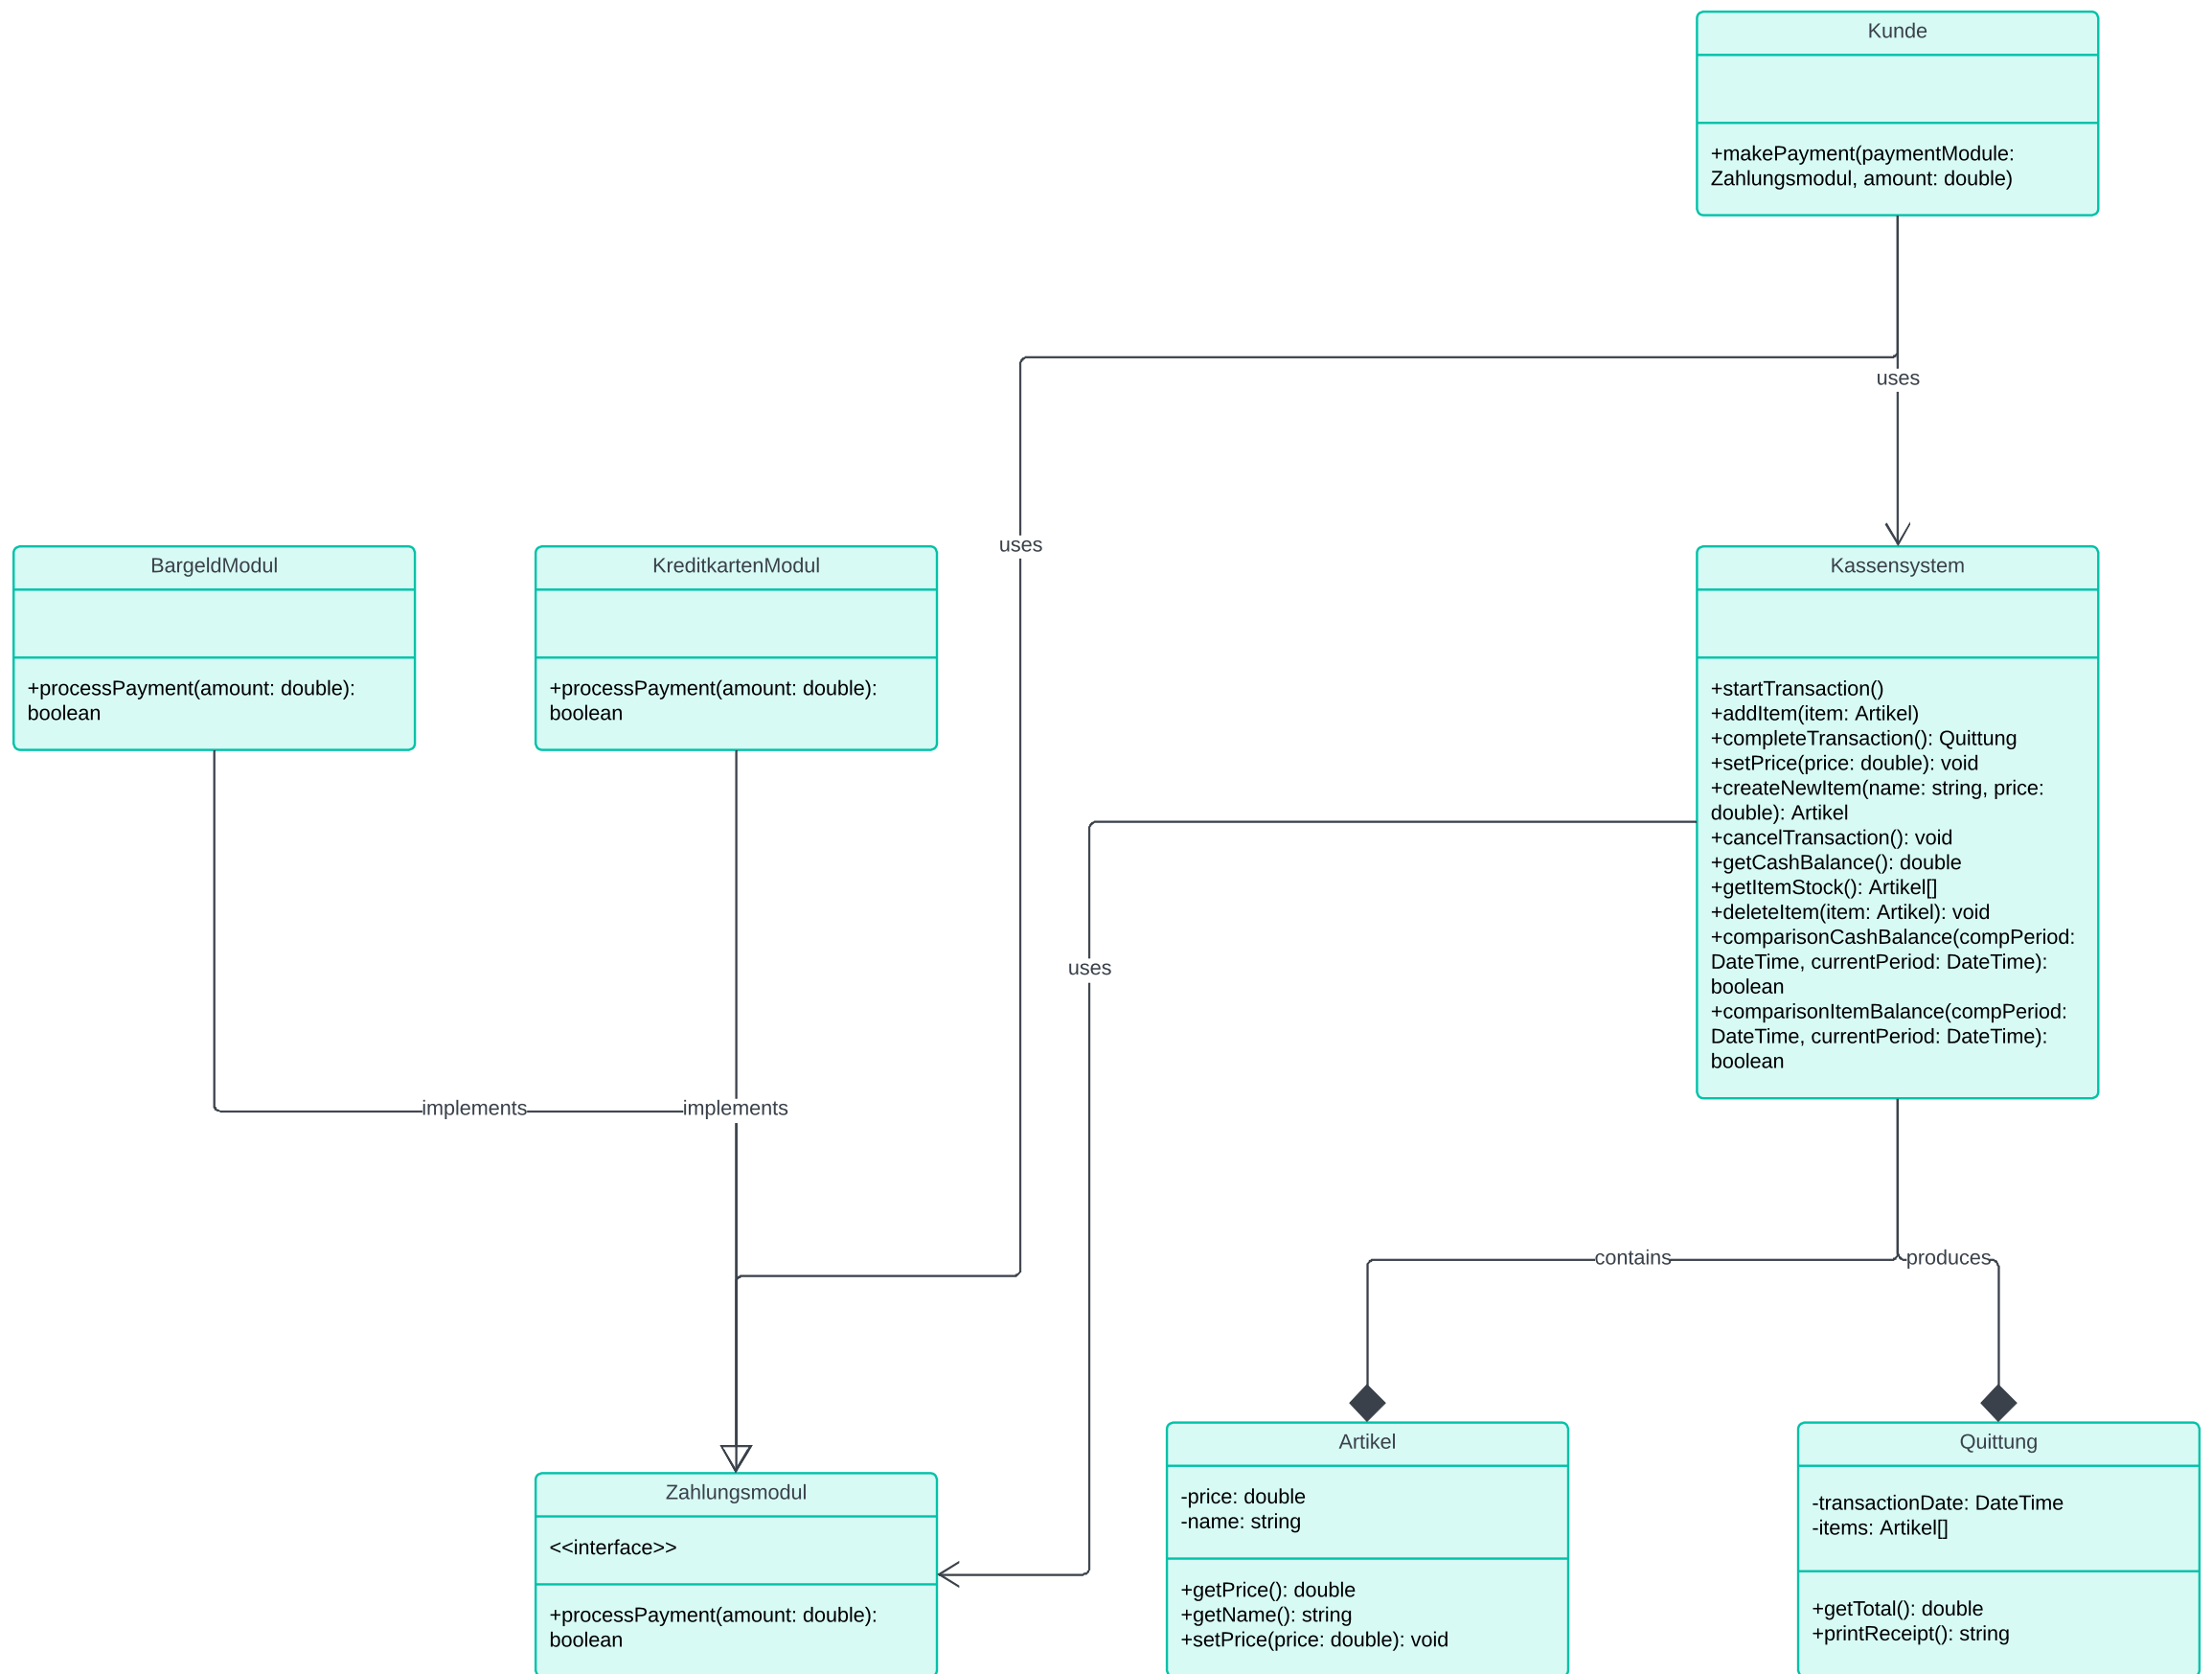 Kunde
+makePayment(paymentModule:
Zahlungsmodul, amount: double)
uses
uses
BargeldModul
+processPayment(amount: double):
boolean
KreditkartenModul
+processPayment(amount: double):
boolean
Kassensystem
+startTransaction()
+addItem(item: Artikel)
+completeTransaction(): Quittung
+setPrice(price: double): void
+createNewItem(name: string, price:
double): Artikel
+cancelTransaction(): void
+getCashBalance(): double
+getItemStock(): Artikel[]
+deleteItem(item: Artikel): void
+comparisonCashBalance(compPeriod:
DateTime, currentPeriod: DateTime):
boolean
+comparisonItemBalance(compPeriod:
DateTime, currentPeriod: DateTime):
boolean
uses
implements
implements
contains
produces
Zahlungsmodul
<<interface>>
+processPayment(amount: double):
boolean
Artikel
-price: double
-name: string
+getPrice(): double
+getName(): string
+setPrice(price: double): void
Quittung
-transactionDate: DateTime
-items: Artikel[]
+getTotal(): double
+printReceipt(): string